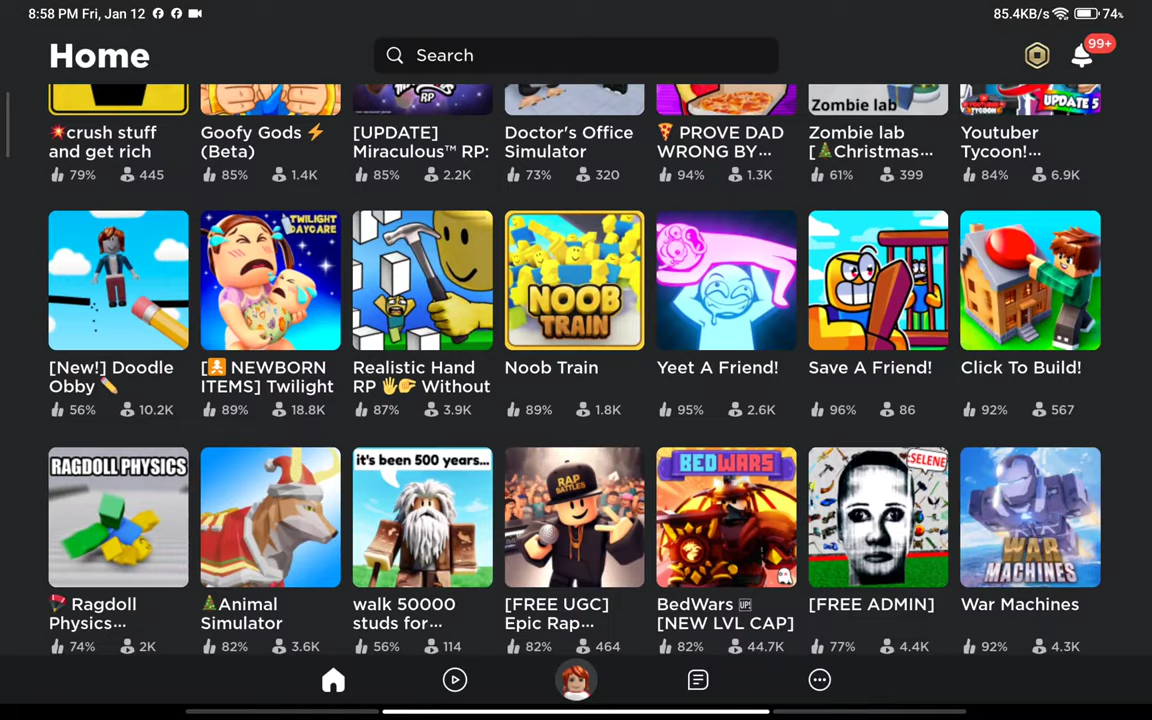 8:58 PM Fri, Jan 12
85.4KB/s
74%
Home
Search
99+
RP
Zombie lab
UPDATE 5
💥crush stuff and get rich
79% 445
Goofy Gods ⚡ (Beta)
85% 1.4K
[UPDATE] Miraculous™ RP:
85% 2.2K
Doctor's Office Simulator
73% 320
🍕 PROVE DAD WRONG BY...
94% 1.3K
Zombie lab [🎄Christmas...
61% 399
Youtuber Tycoon!...
84% 6.9K
TWILIGHT DAYCARE
NOOB TRAIN
[New!] Doodle Obby ✏️
56% 10.2K
[🚼 NEWBORN ITEMS] Twilight
89% 18.8K
Realistic Hand RP 🖐👉 Without
87% 3.9K
Noob Train
89% 1.8K
Yeet A Friend!
95% 2.6K
Save A Friend!
96% 86
Click To Build!
92% 567
RAGDOLL PHYSICS
it's been 500 years...
RAP BATTLES
BEDWARS
SELENE
WAR MACHINES
🪂 Ragdoll Physics...
74% 2K
🎄Animal Simulator
82% 3.6K
walk 50000 studs for...
56% 114
[FREE UGC] Epic Rap...
82% 464
BedWars 🆙 [NEW LVL CAP]
82% 44.7K
[FREE ADMIN]
77% 4.4K
War Machines
92% 4.3K